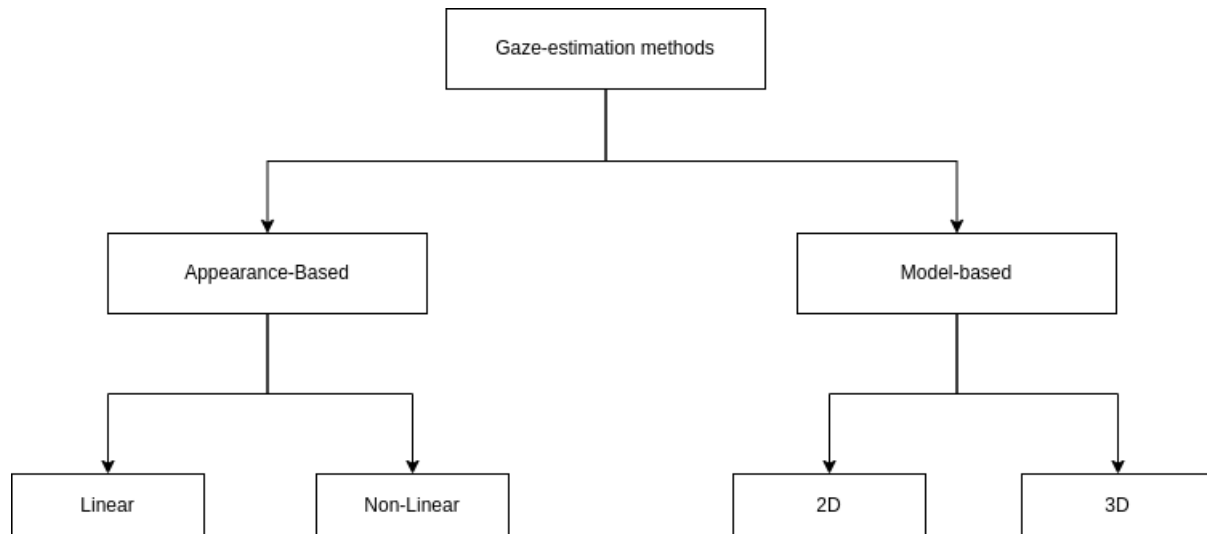 Gaze-estimation methods
Appearance-Based
Model-based
Linear
Non-Linear
2D
3D